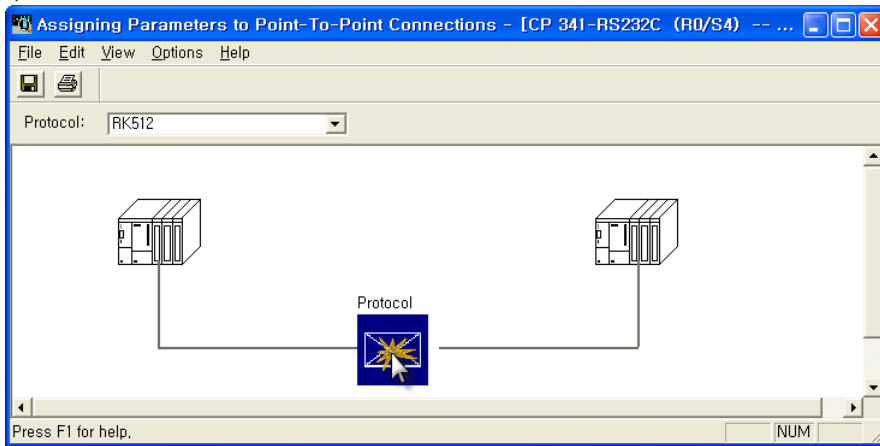 Assigning Parameters to Point-To-Point Connections - [CP 341-RS232C (R0/S4) -- ...
File Edit View Options Help
Protocol: RK512
Protocol
Press F1 for help,
NUM